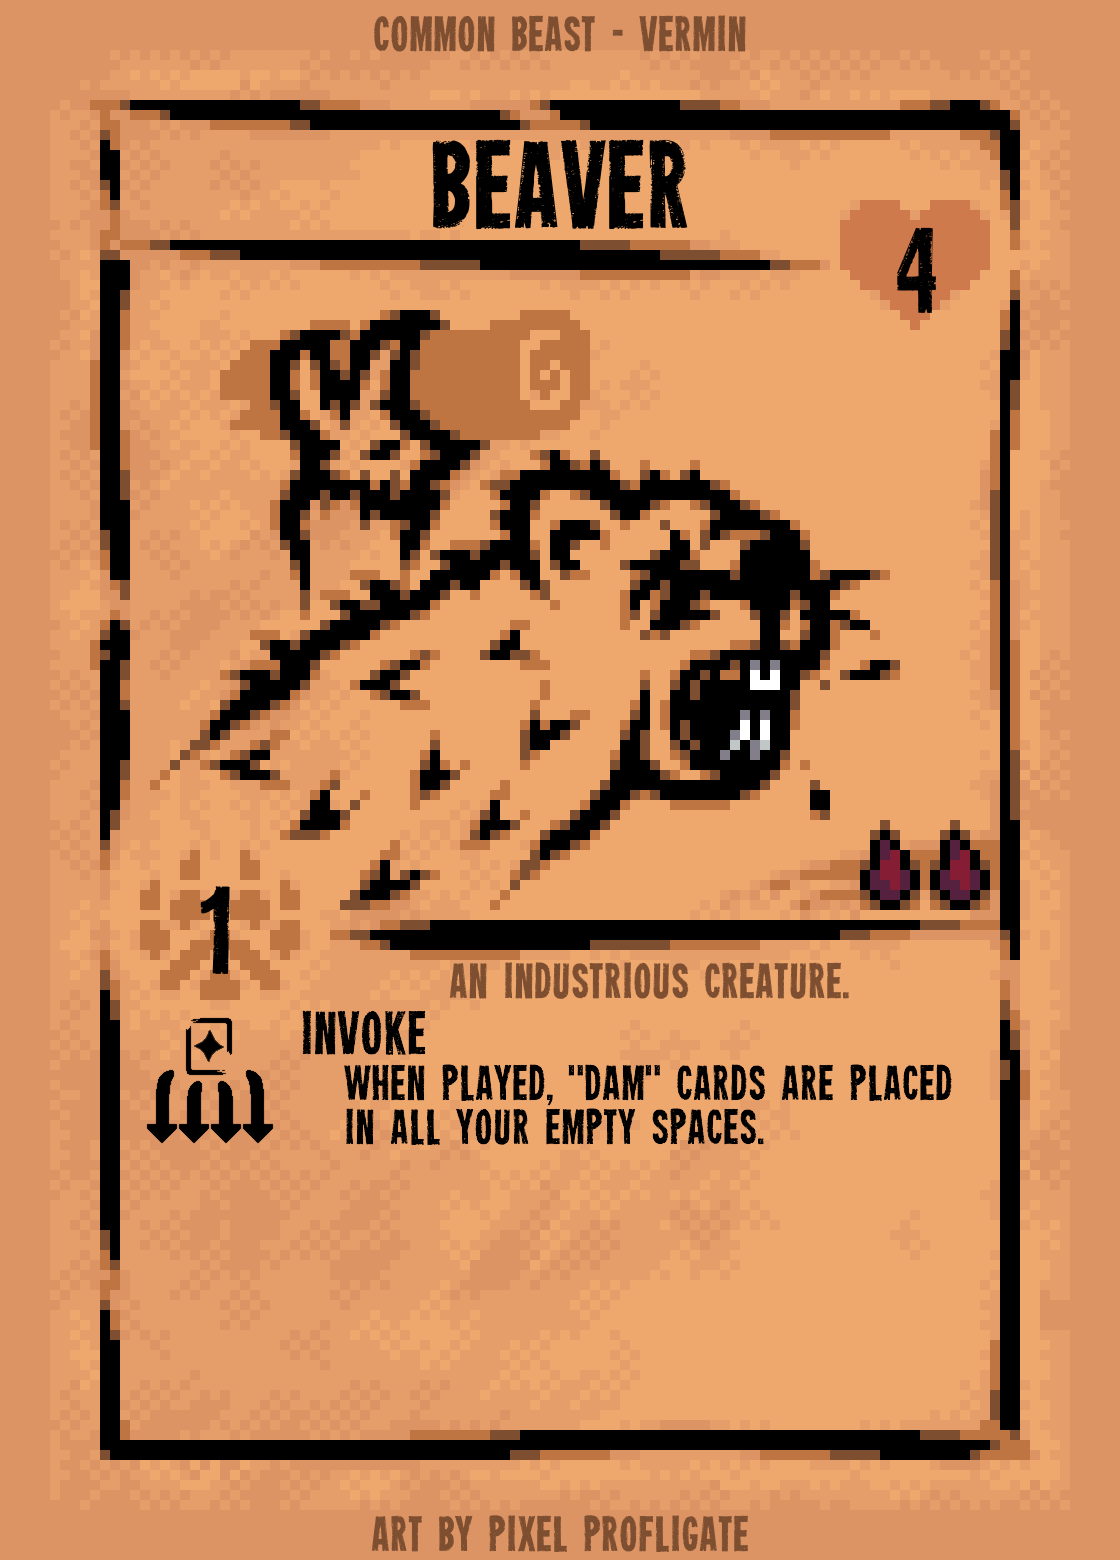 COMMON BEAST - VERMIN
BEAVER
4
1
AN INDUSTRIOUS CREATURE.
INVOKE
WHEN PLAYED, "DAM" CARDS ARE PLACED
IN ALL YOUR EMPTY SPACES.
ART BY PIXEL PROFLIGATE